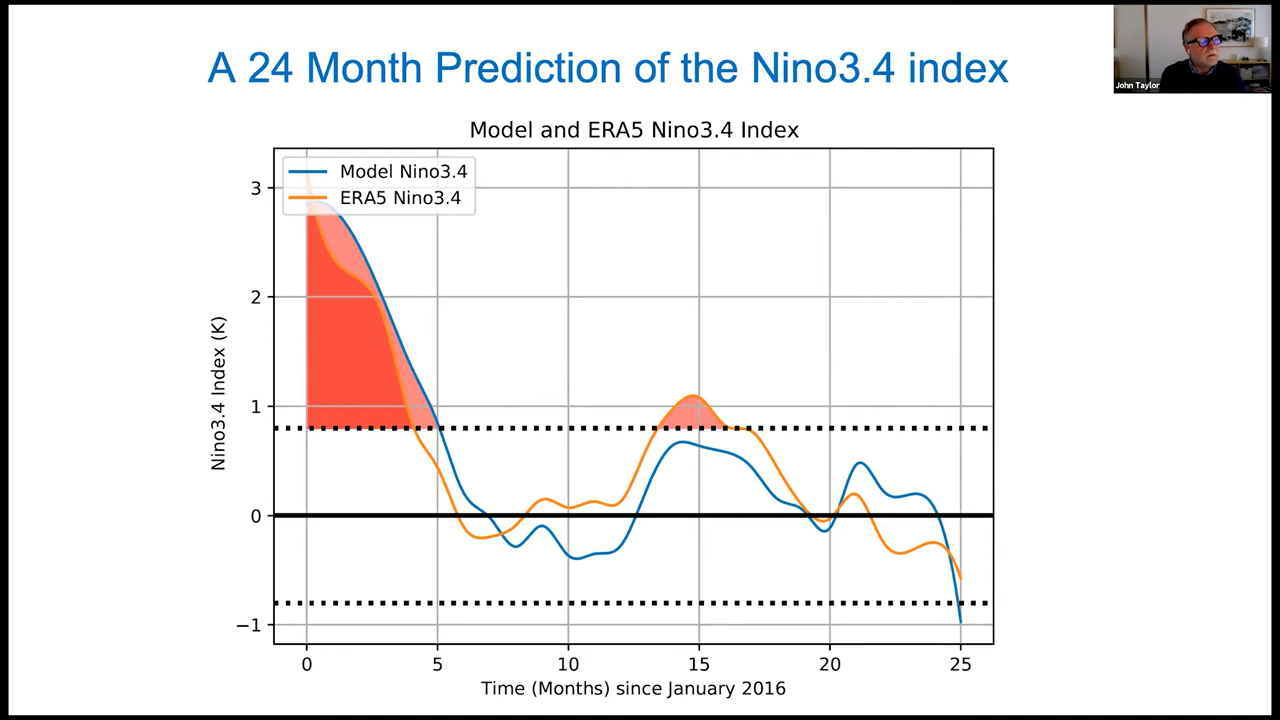 A 24 Month Prediction of the Nino3.4 index
John Taylor
Model and ERA5 Nino3.4 Index
Model Nino3.4
ERA5 Nino3.4
Nino3.4 Index (K)
3
2
1
0
−1
0 5 10 15 20 25
Time (Months) since January 2016